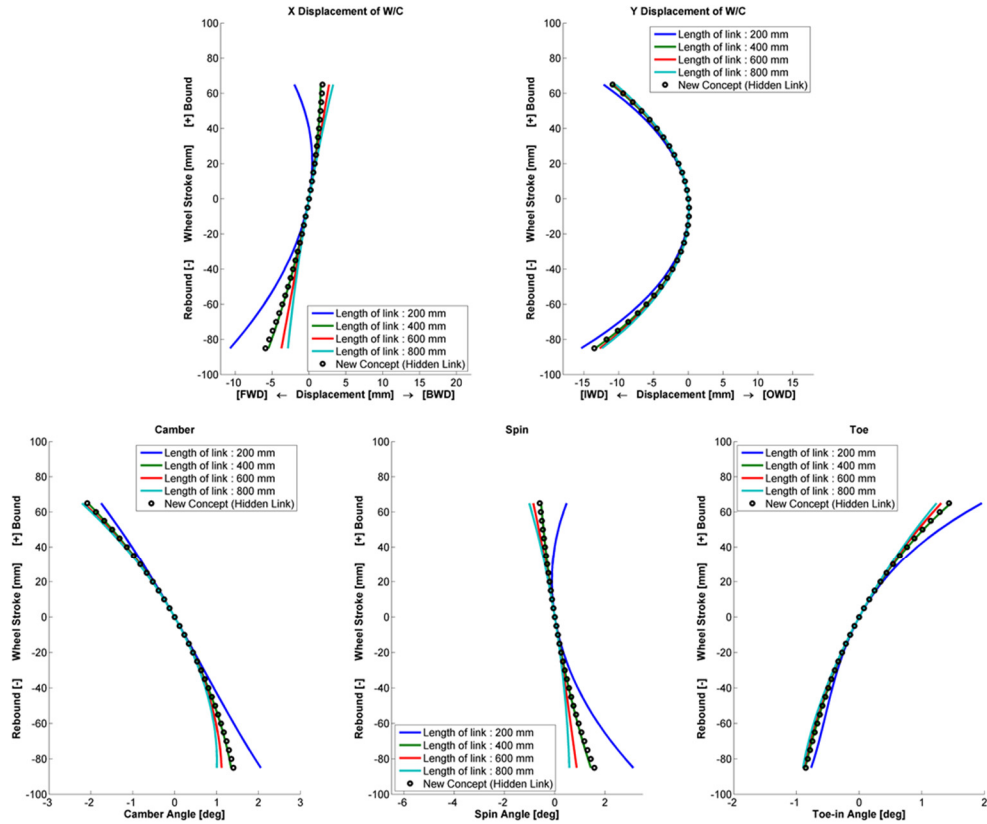 X Displacement of W/C
100
80
60
40
20
0
-20
-40
-60
-80
-100
Rebound [-] Wheel Stroke [mm] [+] Bound
Length of link : 200 mm
Length of link : 400 mm
Length of link : 600 mm
Length of link : 800 mm
New Concept (Hidden Link)
-10 -5 0 5 10 15 20
[FWD] ← Displacement [mm] → [BWD]
Y Displacement of W/C
100
80
60
40
20
0
-20
-40
-60
-80
-100
Rebound [-] Wheel Stroke [mm] [+] Bound
Length of link : 200 mm
Length of link : 400 mm
Length of link : 600 mm
Length of link : 800 mm
New Concept (Hidden Link)
-15 -10 -5 0 5 10 15
[IWD] ← Displacement [mm] → [OWD]
Camber
100
80
60
40
20
0
-20
-40
-60
-80
-100
Rebound [-] Wheel Stroke [mm] [+] Bound
Length of link : 200 mm
Length of link : 400 mm
Length of link : 600 mm
Length of link : 800 mm
New Concept (Hidden Link)
-3 -2 -1 0 1 2 3
Camber Angle [deg]
Spin
100
80
60
40
20
0
-20
-40
-60
-80
-100
Rebound [-] Wheel Stroke [mm] [+] Bound
Length of link : 200 mm
Length of link : 400 mm
Length of link : 600 mm
Length of link : 800 mm
New Concept (Hidden Link)
-6 -4 -2 0 2
Spin Angle [deg]
Toe
100
80
60
40
20
0
-20
-40
-60
-80
-100
Rebound [-] Wheel Stroke [mm] [+] Bound
Length of link : 200 mm
Length of link : 400 mm
Length of link : 600 mm
Length of link : 800 mm
New Concept (Hidden Link)
-2 -1 0 1 2
Toe-in Angle [deg]